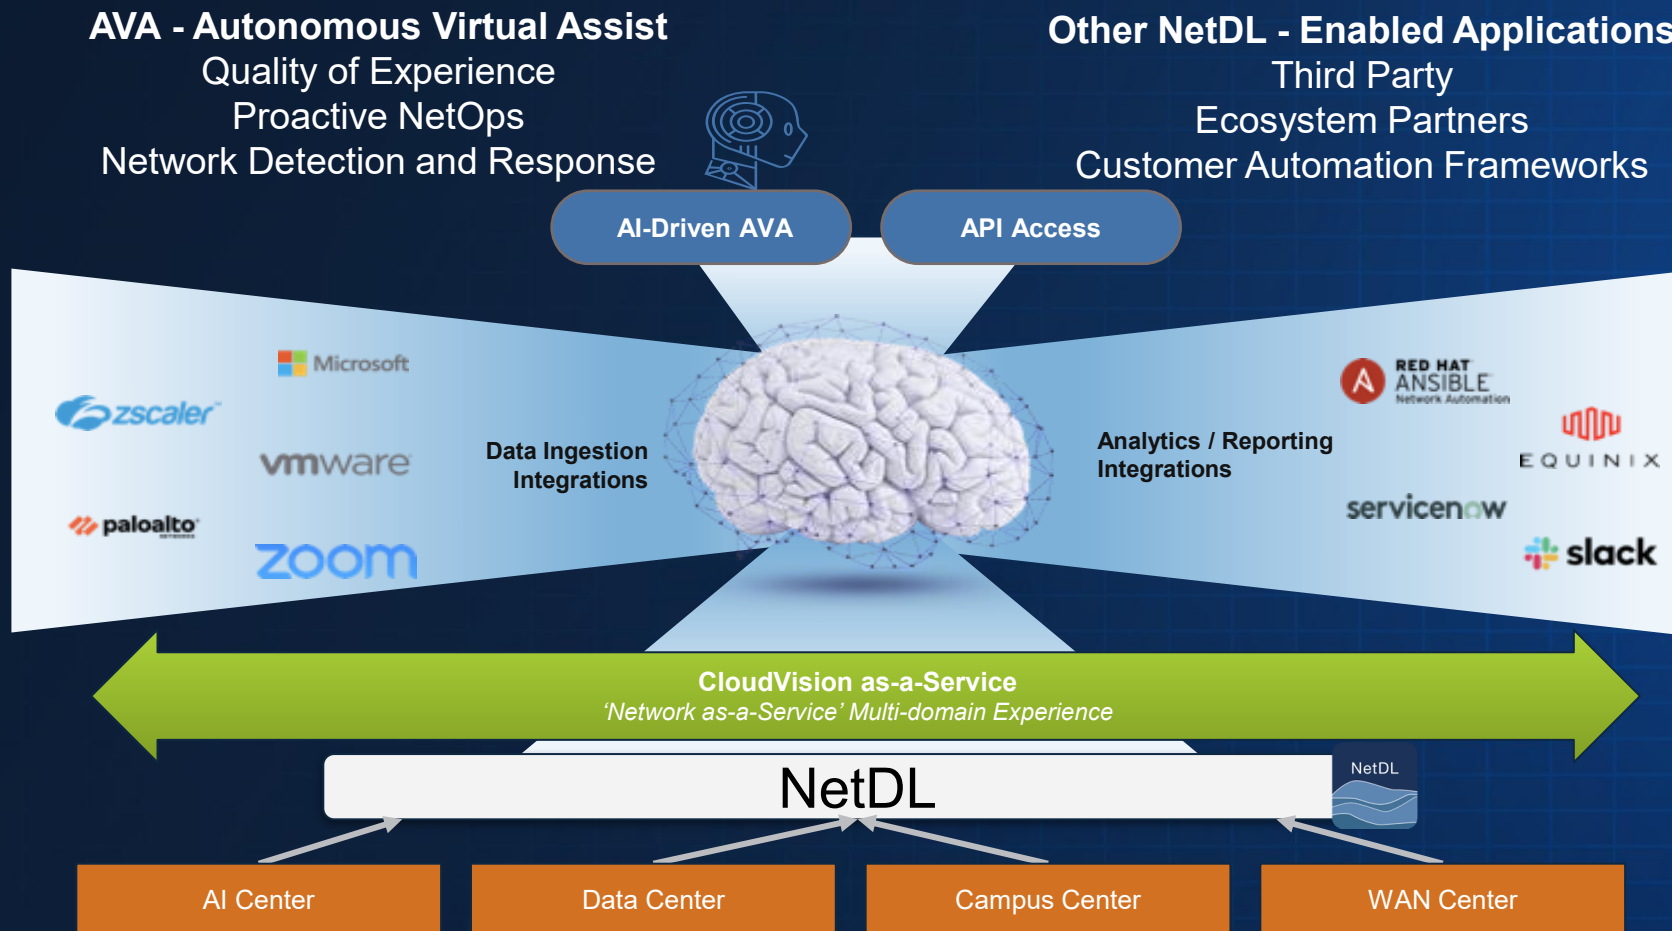 AVA - Autonomous Virtual Assist
Quality of Experience
Proactive NetOps
Network Detection and Response
Other NetDL - Enabled Applications
Third Party
Ecosystem Partners
Customer Automation Frameworks
AI-Driven AVA
API Access
Microsoft
zscaler
vmware
paloalto
NETWORKS
zoom
Data Ingestion
Integrations
Analytics / Reporting
Integrations
RED HAT
ANSIBLE
Network Automation
EQUINIX
servicenow
slack
CloudVision as-a-Service
‘Network as-a-Service’ Multi-domain Experience
NetDL
NetDL
AI Center
Data Center
Campus Center
WAN Center